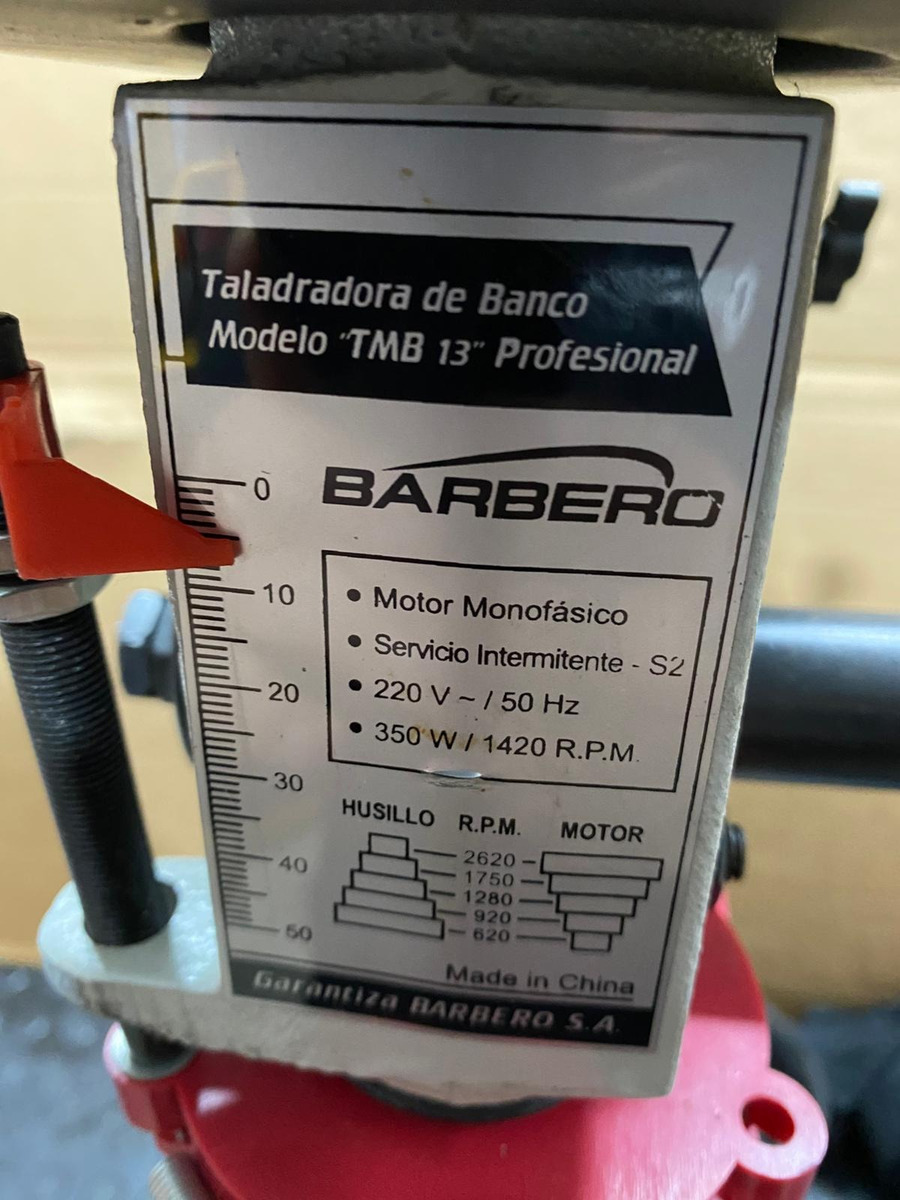 Taladradora de Banco
Modelo "TMB 13" Profesional
BARBERO
0
10
20
30
40
50
• Motor Monofásico
• Servicio Intermitente - S2
• 220 V ~ / 50 Hz
• 350 W / 1420 R.P.M.
HUSILLO R.P.M. MOTOR
2620
1750
1280
920
620
Made in China
Garantiza BARBERO S.A.